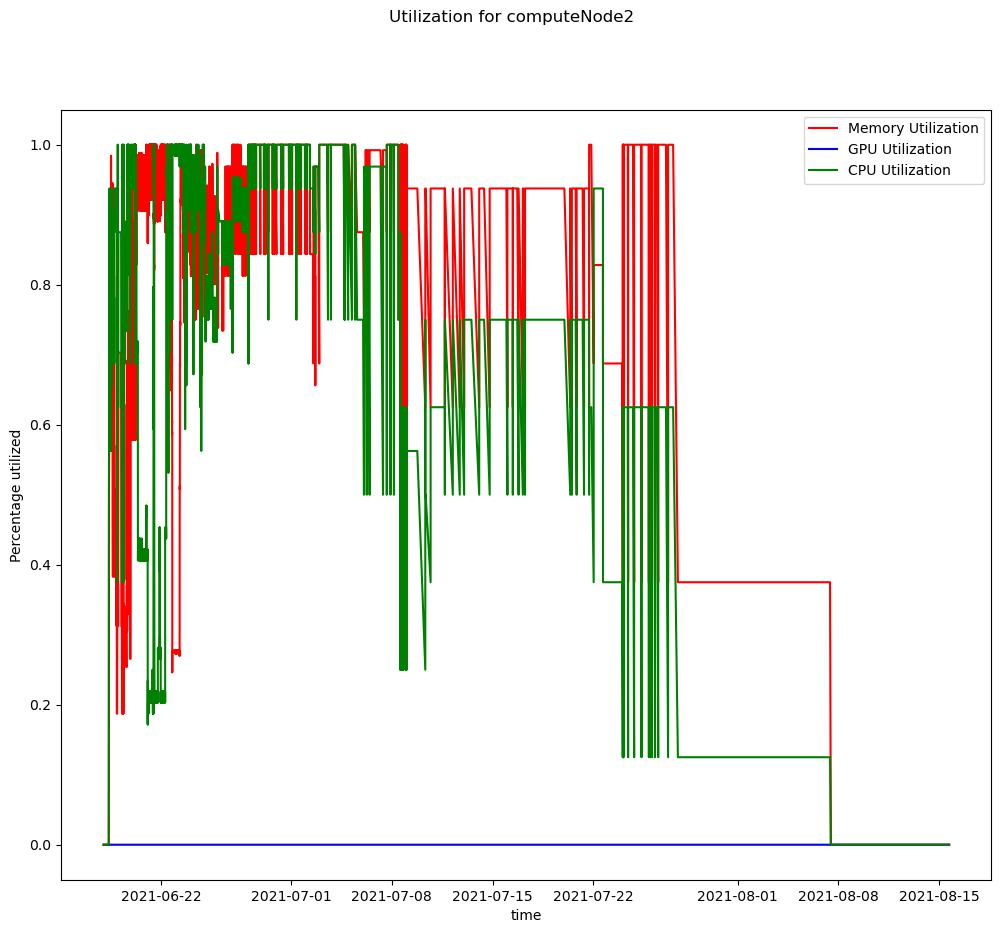 Utilization for computeNode2
Memory Utilization
GPU Utilization
CPU Utilization
Percentage utilized
1.0
0.8
0.6
0.4
0.2
0.0
2021-06-22 2021-07-01 2021-07-08 2021-07-15 2021-07-22 2021-08-01 2021-08-08 2021-08-15
time